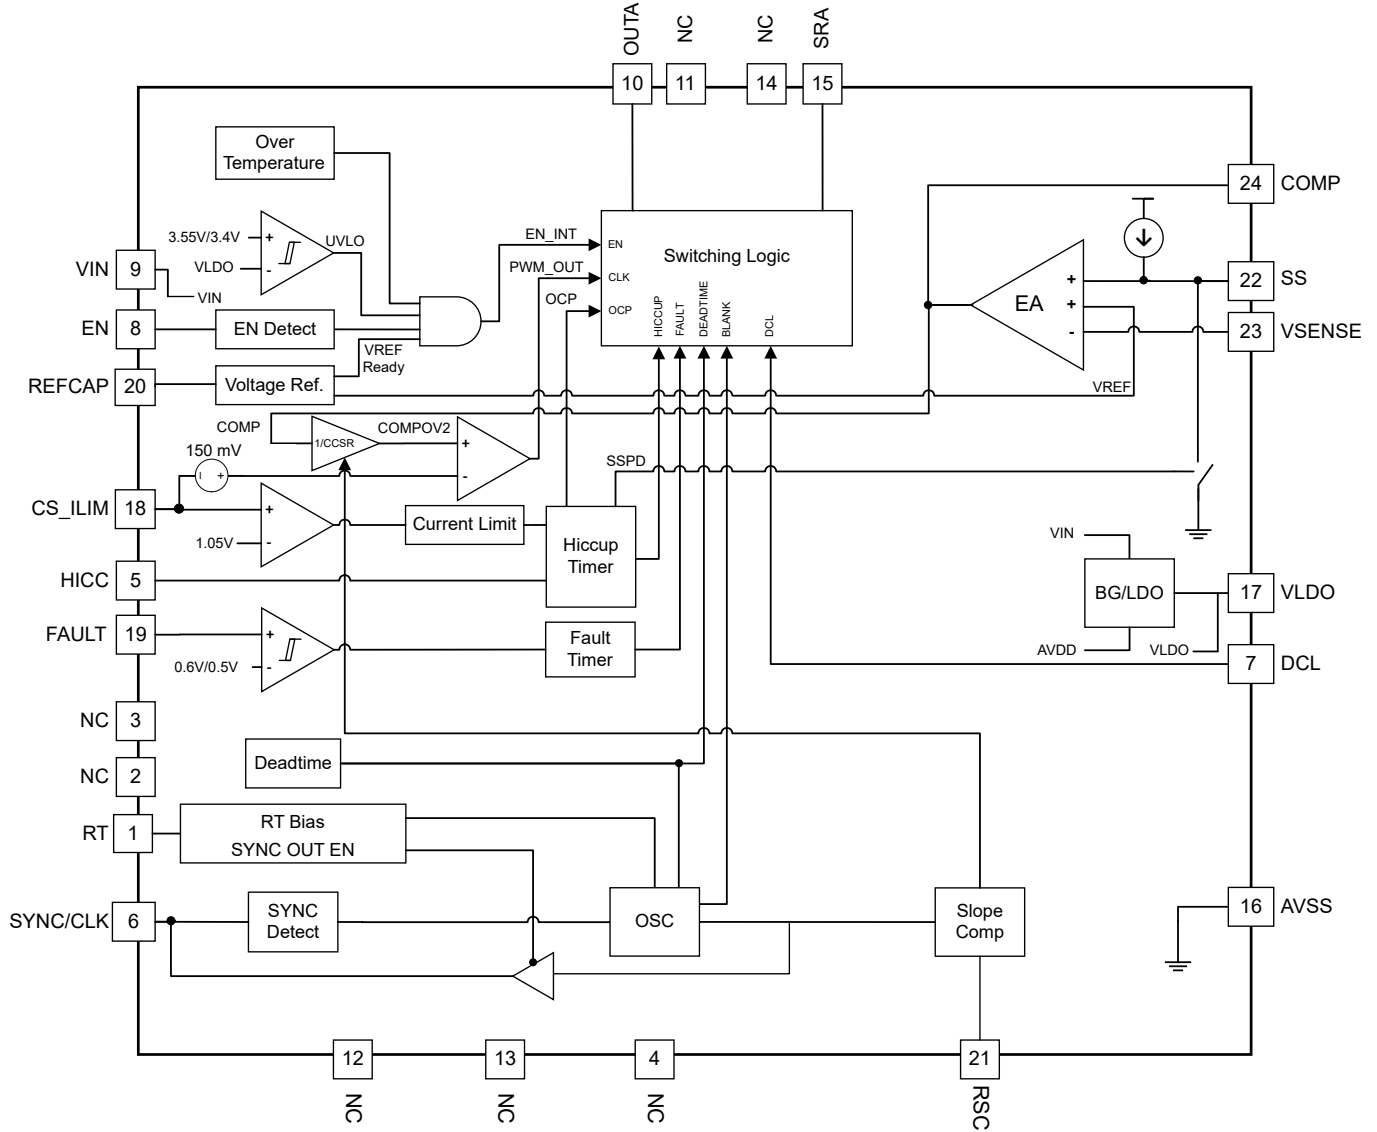 OUTA
NC
NC
SRA
10
11
14
15
Over
Temperature
24
COMP
3.55V/3.4V
+
VLDO
-
UVLO
EN_INT
EN
Switching Logic
PWM_OUT
CLK
OCP
OCP
HICCUP
FAULT
DEADTIME
BLANK
DCL
EA
+
+
-
22
SS
23
VSENSE
VIN
9
VIN
EN
8
EN Detect
VREF
Ready
REFCAP
20
Voltage Ref.
VREF
COMP
1/CCSR
COMPOV2
+
-
150 mV
+
SSPD
CS_ILIM
18
+
1.05V
-
Current Limit
Hiccup
Timer
VIN
BG/LDO
17
VLDO
AVDD
VLDO
HICC
5
FAULT
19
+
0.6V/0.5V
-
Fault
Timer
7
DCL
NC
3
NC
2
Deadtime
RT
1
RT Bias
SYNC OUT EN
SYNC/CLK
6
SYNC
Detect
OSC
Slope
Comp
16
AVSS
12
13
4
21
NC
NC
NC
RSC